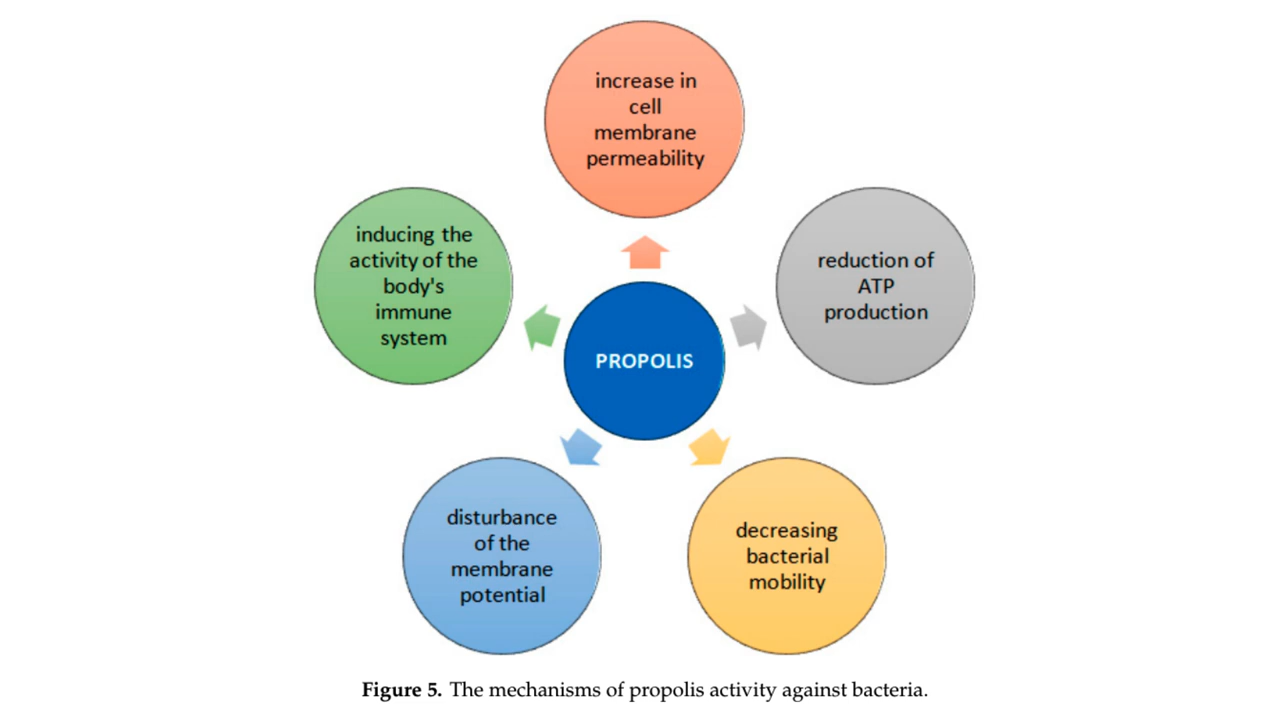 increase in
cell
membrane
permeability
inducing the
activity of the
body's
immune
system
reduction of
ATP
production
PROPOLIS
disturbance
of the
membrane
potential
decreasing
bacterial
mobility
Figure 5. The mechanisms of propolis activity against bacteria.